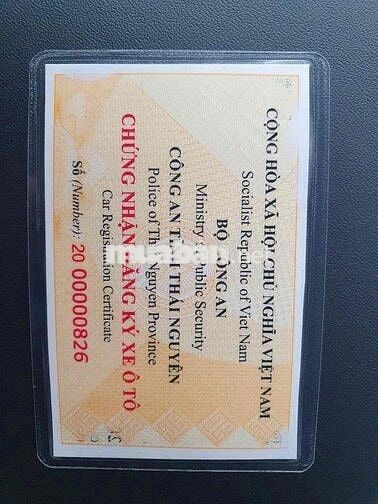 CỘNG HÒA XÃ HỘI CHỦ NGHĨA VIỆT NAM
Socialist Republic of Viet Nam
BỘ CÔNG AN
Ministry of Public Security
CÔNG AN TỈNH THÁI NGUYÊN
Police of Thai Nguyen Province
CHỨNG NHẬN ĐĂNG KÝ XE Ô TÔ
Car Registration Certificate
Số (Number): 20 00000826
muaban.net